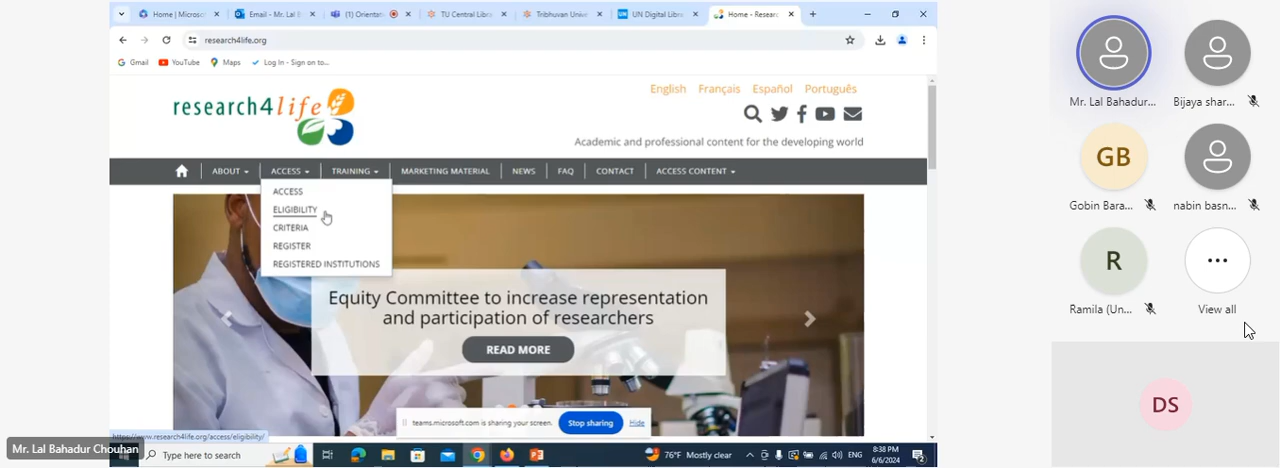 Home | Microso
Email - Mr. Lal B
(1) Orientat
TU Central Libra
Tribhuvan Unive
UN Digital Libra
Home - Researc
research4life.org
Gmail
YouTube
Maps
Log In - Sign on to...
English Français Español Português
research4life
Academic and professional content for the developing world
ABOUT ACCESS TRAINING MARKETING MATERIAL NEWS FAQ CONTACT ACCESS CONTENT
ACCESS
ELIGIBILITY
CRITERIA
REGISTER
REGISTERED INSTITUTIONS
Equity Committee to increase representation
and participation of researchers
READ MORE
teams.microsoft.com is sharing your screen. Stop sharing Hide
https://www.research4life.org/access/eligibility/
Mr. Lal Bahadur Chouhan
Type here to search
76°F Mostly clear
ENG
8:38 PM
6/6/2024
2
Mr. Lal Bahadur...
Bijaya shar...
GB
Gobin Bara...
nabin basn...
R
Ramila (Un...
View all
DS